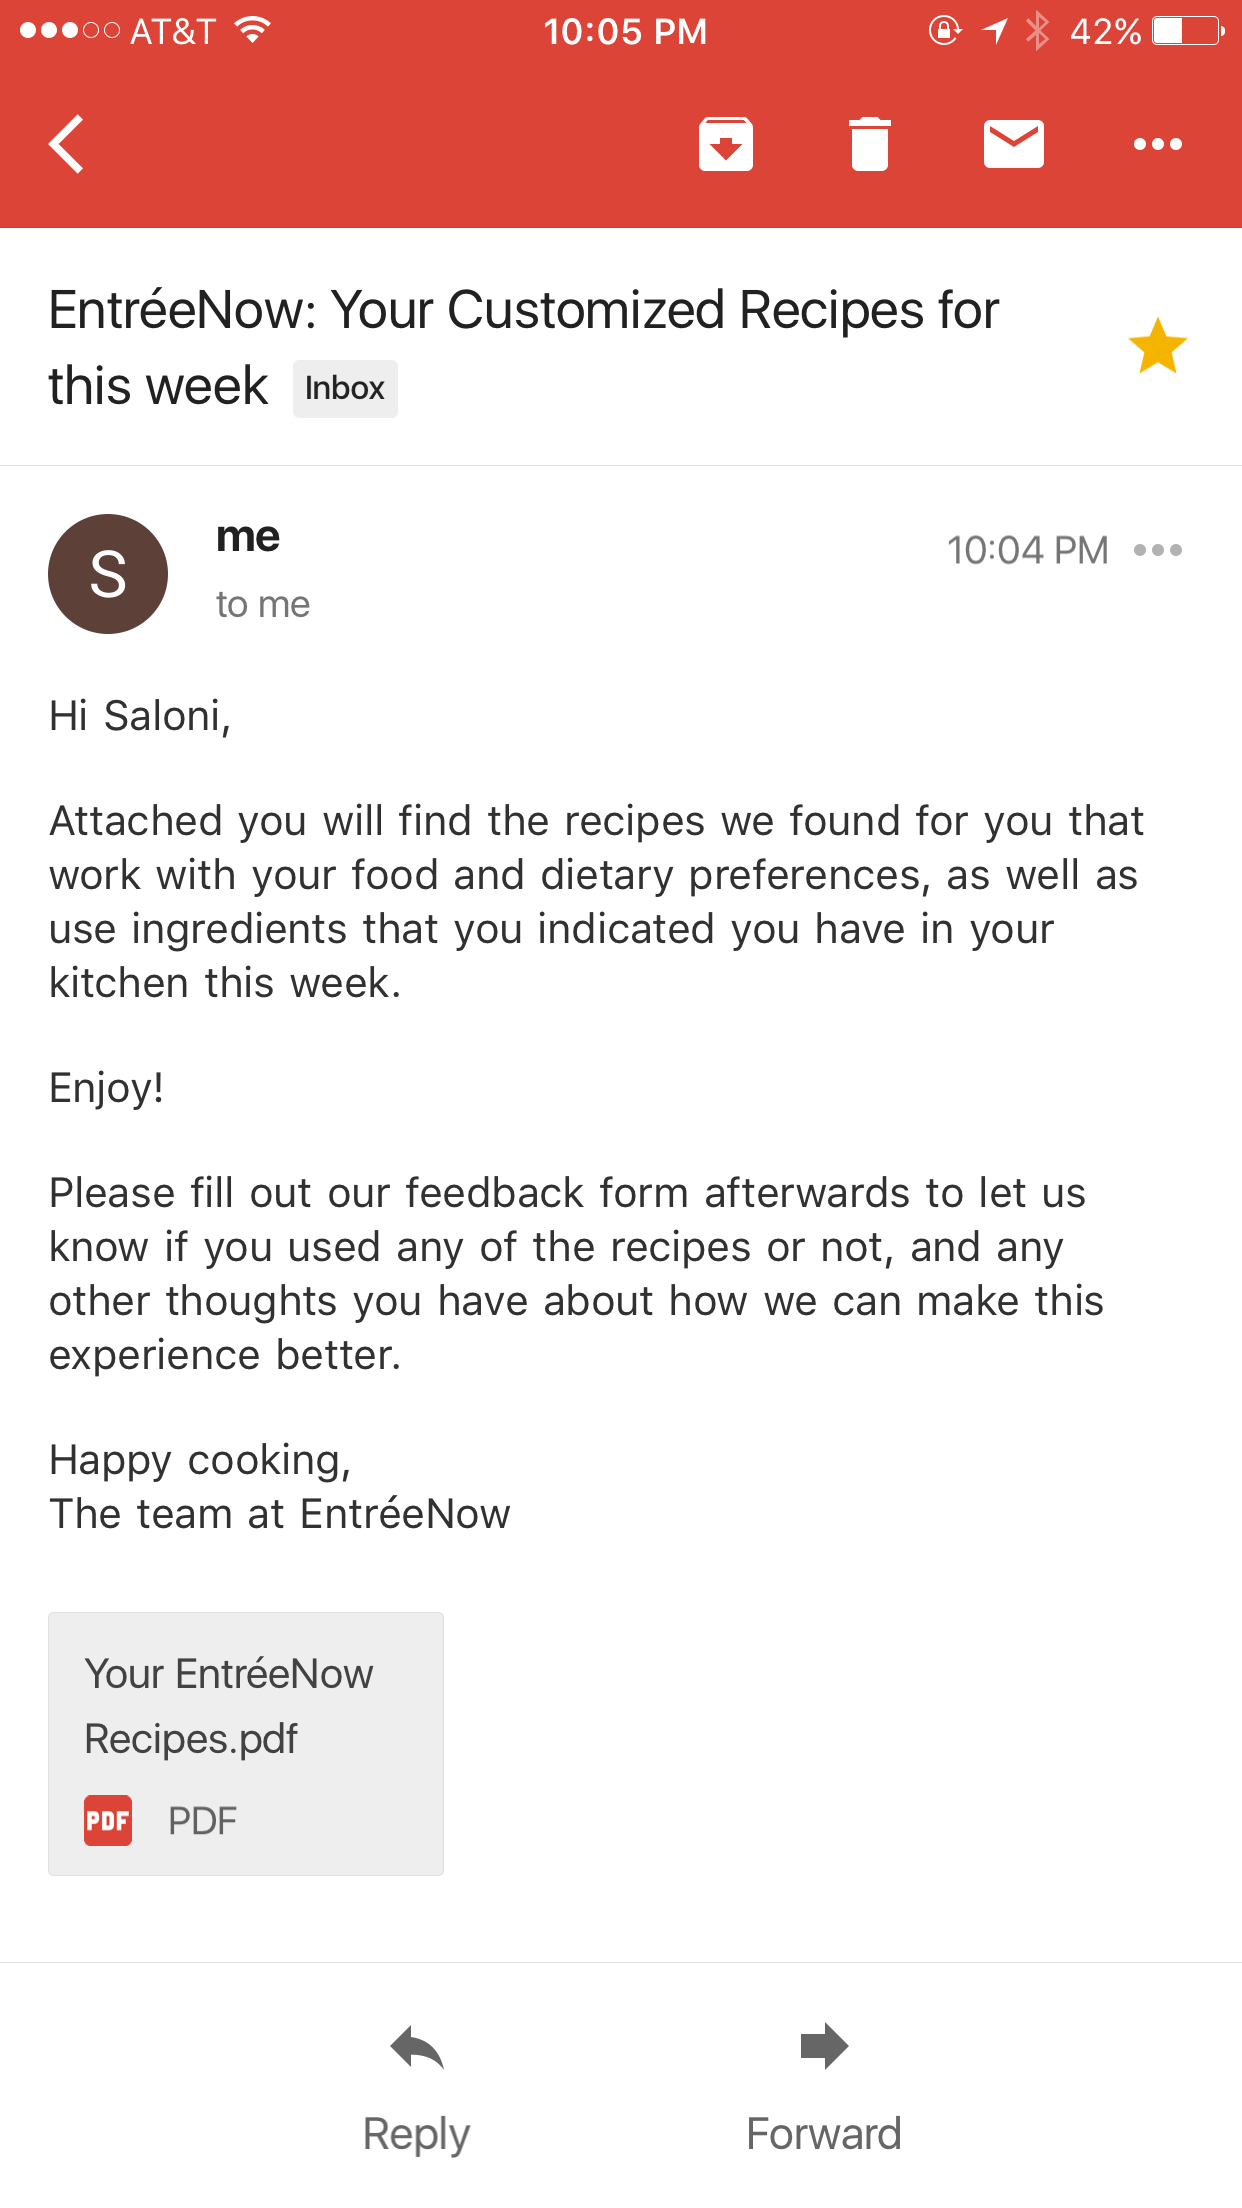 AT&T 10:05 PM 42%
EntréeNow: Your Customized Recipes for
this week Inbox
S
me
10:04 PM
to me
Hi Saloni,
Attached you will find the recipes we found for you that
work with your food and dietary preferences, as well as
use ingredients that you indicated you have in your
kitchen this week.
Enjoy!
Please fill out our feedback form afterwards to let us
know if you used any of the recipes or not, and any
other thoughts you have about how we can make this
experience better.
Happy cooking,
The team at EntréeNow
Your EntréeNow
Recipes.pdf
PDF PDF
Reply Forward